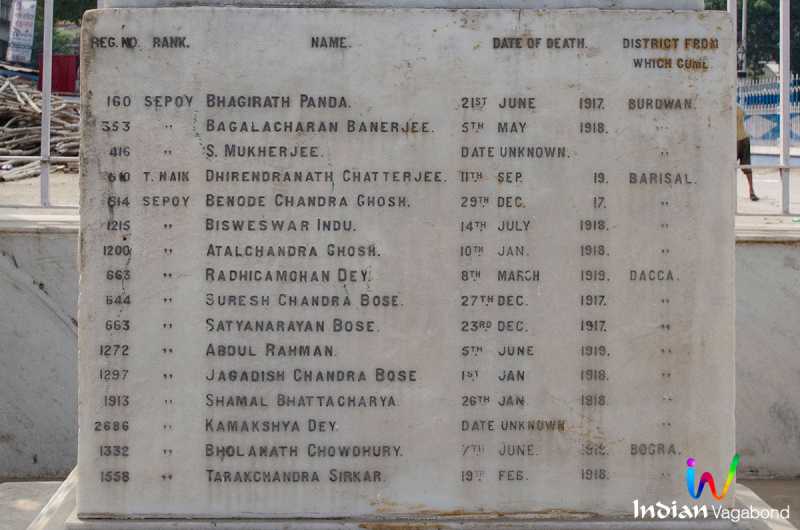 REG. NO. RANK. NAME. DATE OF DEATH. DISTRICT FROM
WHICH COME.
160 SEPOY BHAGIRATH PANDA. 21ST JUNE 1917. BURDWAN.
353 " BAGALACHARAN BANERJEE. 5TH MAY 1918. "
416 " S. MUKHERJEE. DATE UNKNOWN. "
610 T. NAIK DHIRENDRANATH CHATTERJEE. 11TH SEP. 19. BARISAL.
614 SEPOY BENODE CHANDRA GHOSH. 29TH DEC. 17. "
1215 " BISWESWAR INDU. 14TH JULY 1918. "
1200 " ATALCHANDRA GHOSH. 10TH JAN. 1918. "
663 " RADHICAMOHAN DEY. 8TH MARCH 1919. DACCA.
644 " SURESH CHANDRA BOSE. 27TH DEC. 1917. "
663 " SATYANARAYAN BOSE. 23RD DEC. 1917. "
1272 " ABDUL RAHMAN. 5TH JUNE 1919. "
1297 " JAGADISH CHANDRA BOSE 1ST JAN 1918. "
1913 " SHAMAL BHATTACHARYA. 26TH JAN. 1918. "
2686 " KAMAKSHYA DEY. DATE UNKNOWN "
1332 " BHOLANATH CHOWDHURY. 7TH JUNE. BOGRA.
1558 " TARAKCHANDRA SIRKAR. 19TH FEB. 1918. "
Indian Vagabond